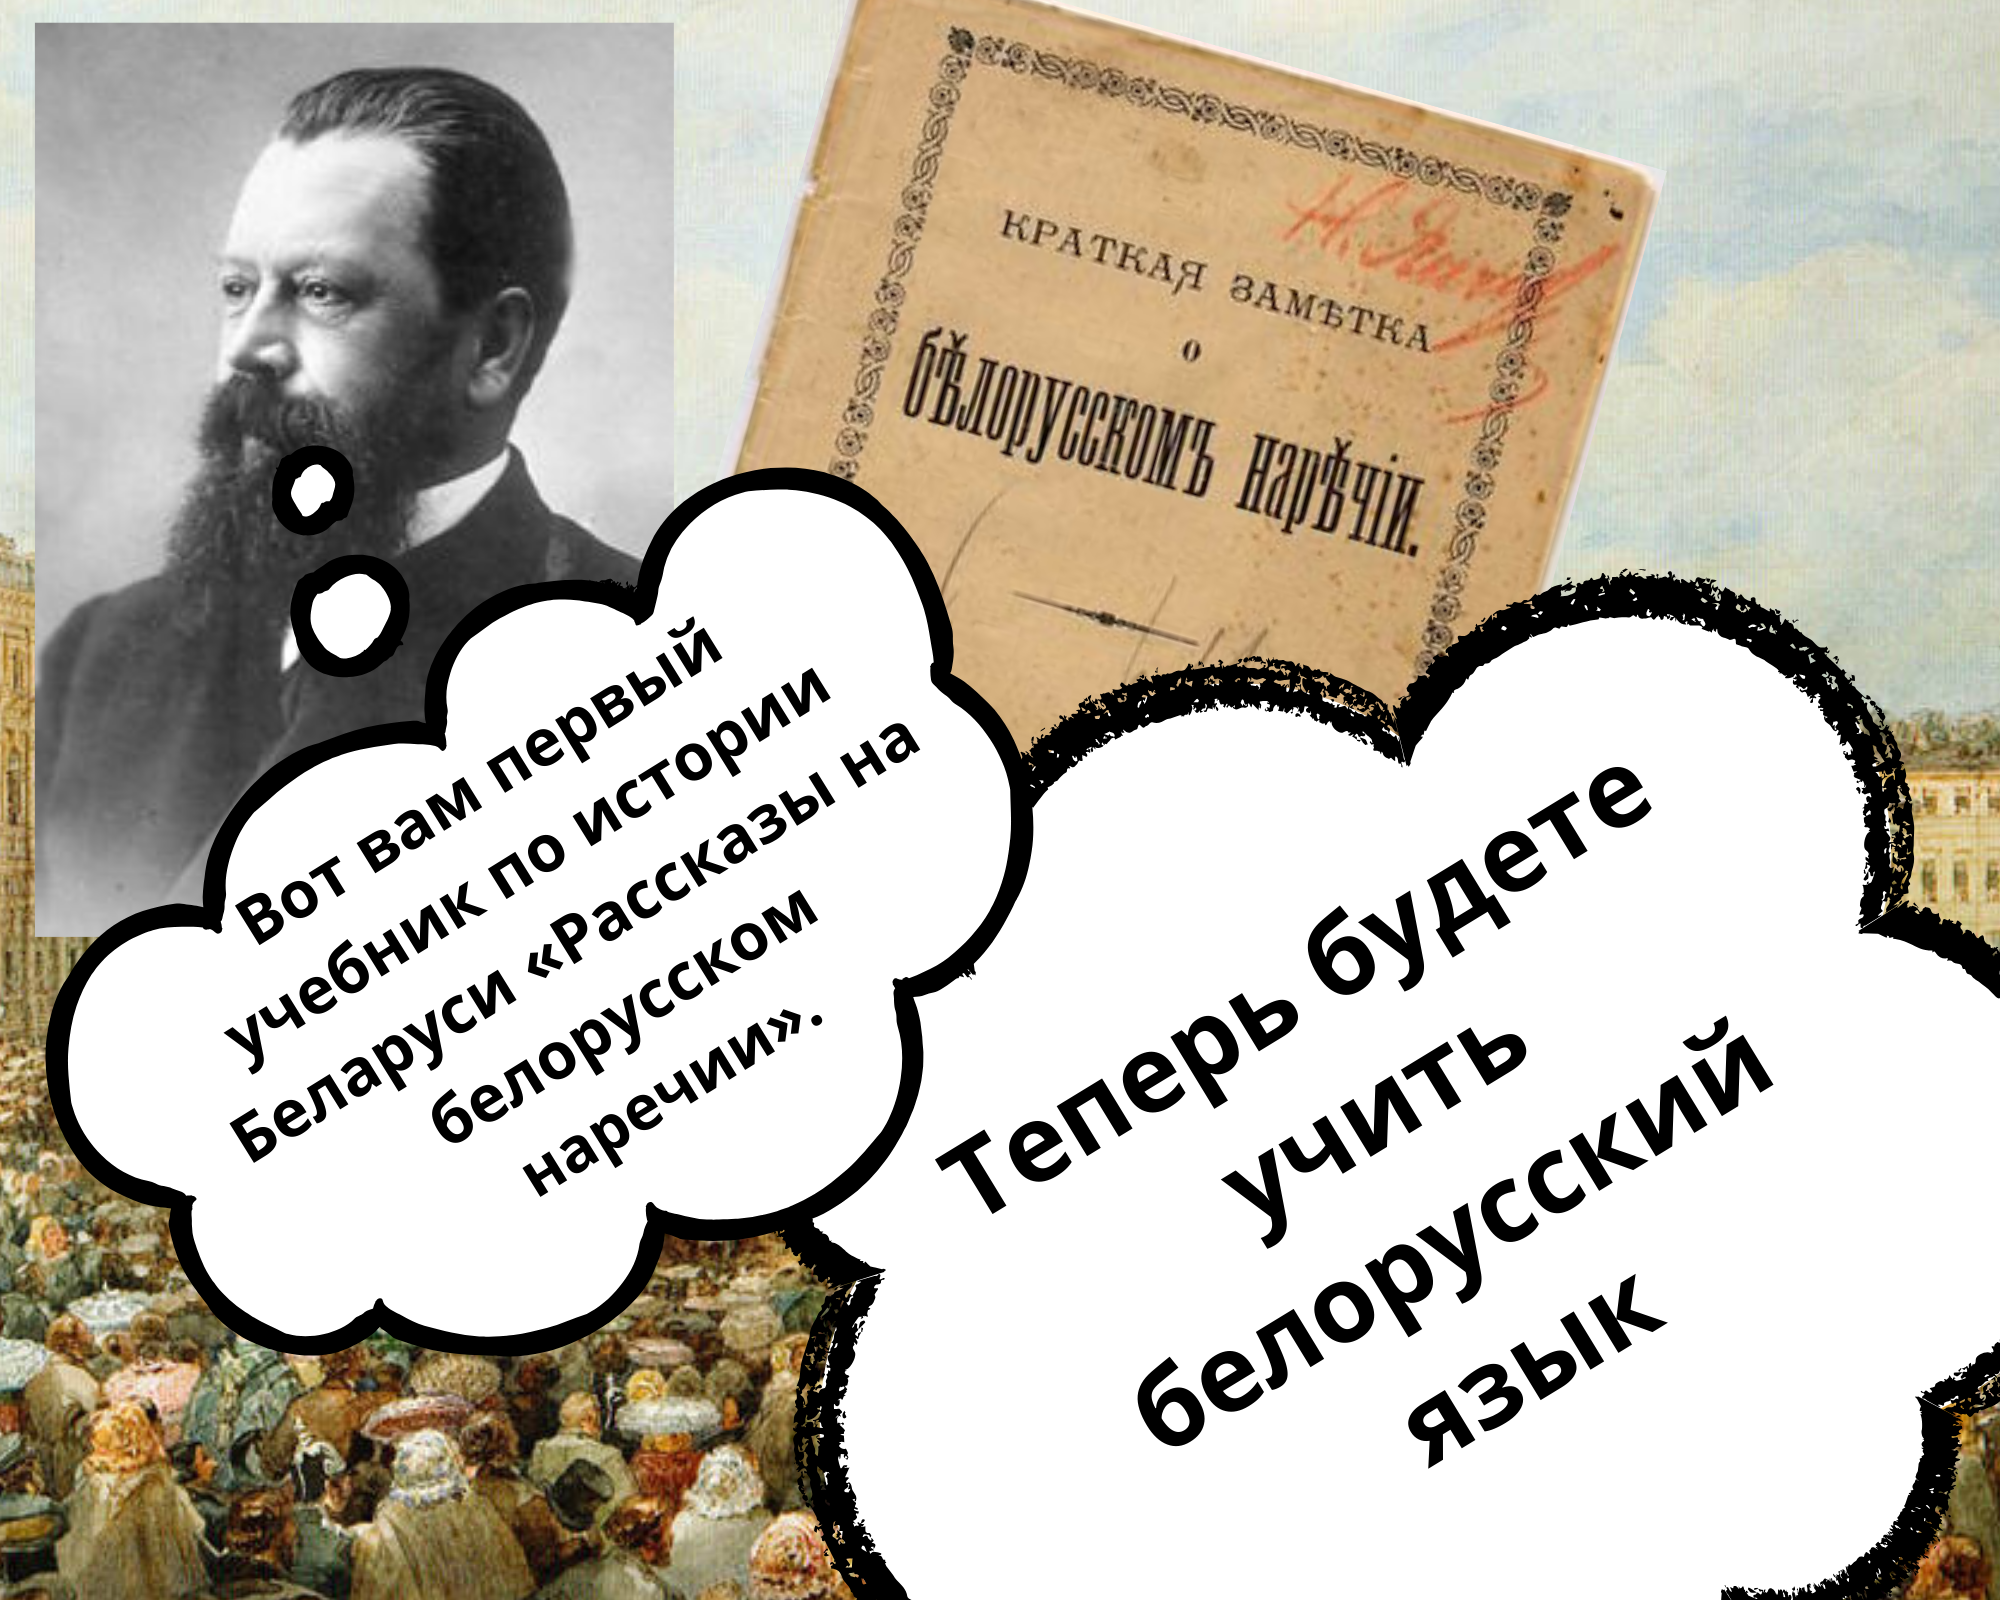 КРАТКАЯ ЗАМѢТКА
о
бѣлорусскомъ нарѣчіи.
Вот вам первый
учебник по истории
Беларуси «Рассказы на
белорусском
наречии».
Теперь будете
учить
белорусский
язык